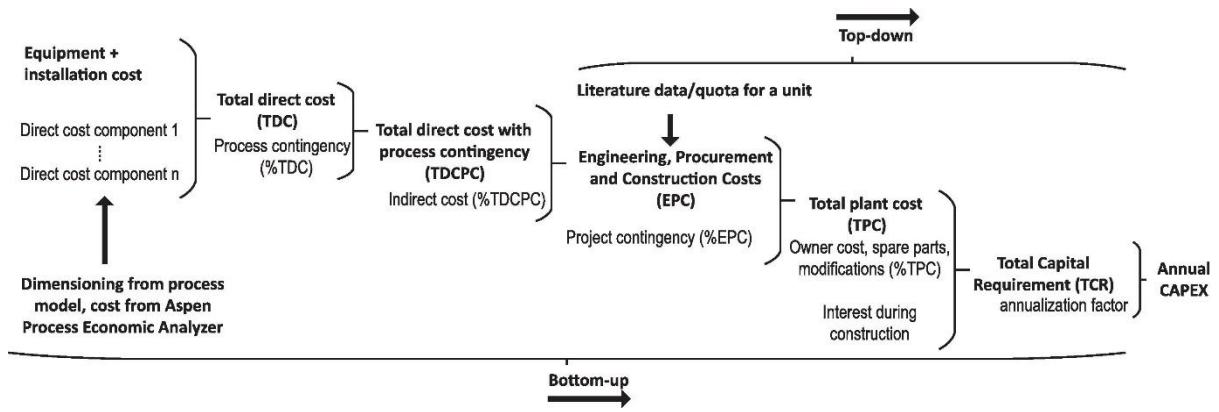 Top-down
Equipment +
installation cost
Direct cost component 1
Direct cost component n
Dimensioning from process
model, cost from Aspen
Process Economic Analyzer
Total direct cost
(TDC)
Process contingency
(%TDC)
Total direct cost with
process contingency
(TDCPC)
Indirect cost (%TDCPC)
Literature data/quota for a unit
Engineering, Procurement
and Construction Costs
(EPC)
Project contingency (%EPC)
Total plant cost
(TPC)
Owner cost, spare parts,
modifications (%TPC)
Interest during
construction
Total Capital
Requirement (TCR)
annualization factor
Annual
CAPEX
Bottom-up